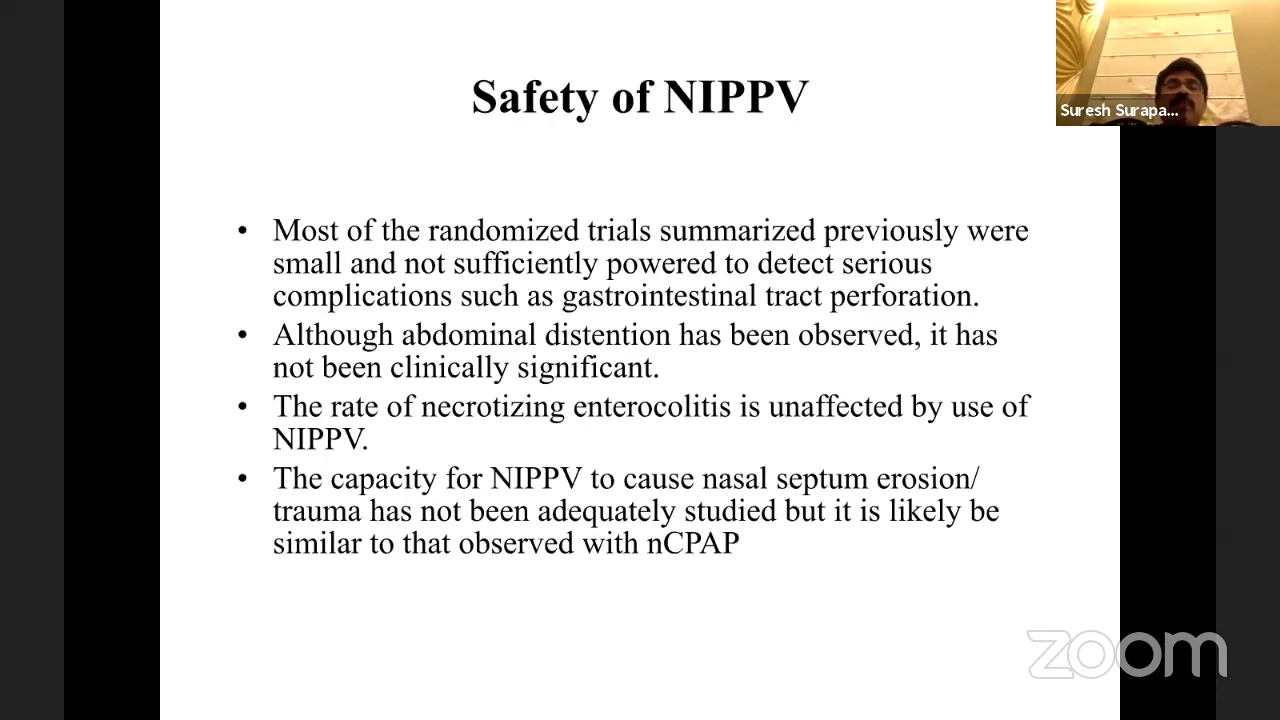 Safety of NIPPV
Suresh Surapa...
• Most of the randomized trials summarized previously were
small and not sufficiently powered to detect serious
complications such as gastrointestinal tract perforation.
• Although abdominal distention has been observed, it has
not been clinically significant.
• The rate of necrotizing enterocolitis is unaffected by use of
NIPPV.
• The capacity for NIPPV to cause nasal septum erosion/
trauma has not been adequately studied but it is likely be
similar to that observed with nCPAP
zoom